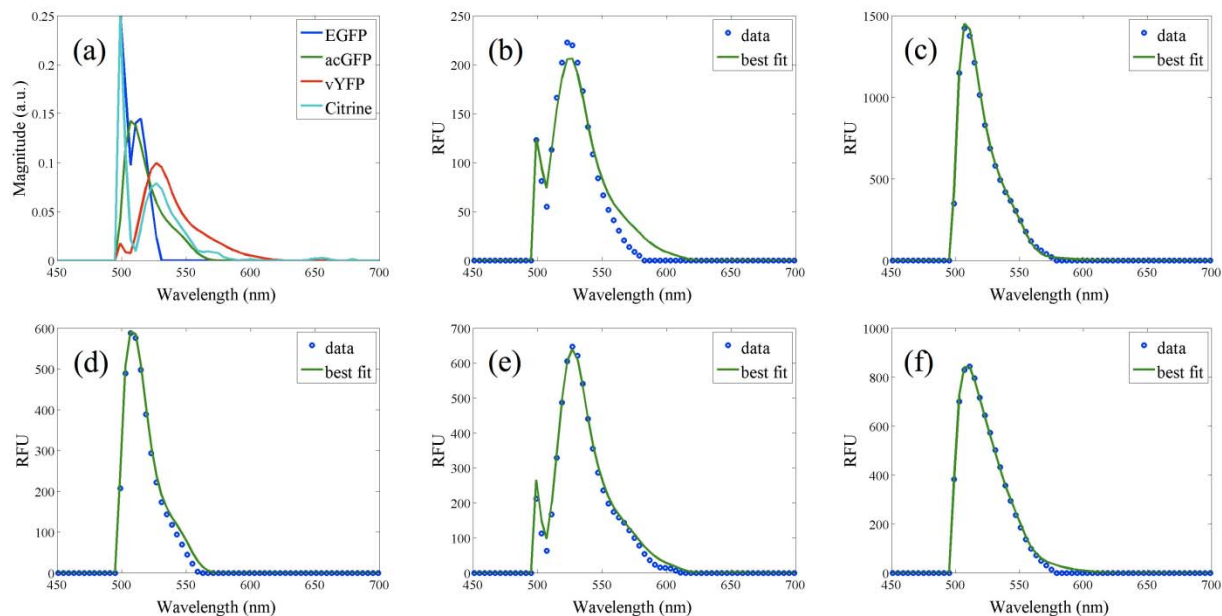 (a)
EGFP
acGFP
vYFP
Citrine
Magnitude (a.u.)
0.25
0.2
0.15
0.1
0.05
0
450 500 550 600 650 700
Wavelength (nm)
(b)
data
best fit
RFU
250
200
150
100
50
0
450 500 550 600 650 700
Wavelength (nm)
(c)
data
best fit
RFU
1500
1000
500
0
450 500 550 600 650 700
Wavelength (nm)
(d)
data
best fit
RFU
600
500
400
300
200
100
0
450 500 550 600 650 700
Wavelength (nm)
(e)
data
best fit
RFU
700
600
500
400
300
200
100
0
450 500 550 600 650 700
Wavelength (nm)
(f)
data
best fit
RFU
1000
800
600
400
200
0
450 500 550 600 650 700
Wavelength (nm)